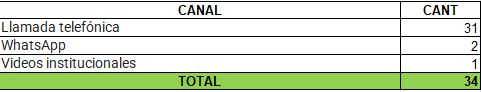 CANAL CANT
Llamada telefónica 31
WhatsApp 2
Videos institucionales 1
TOTAL 34